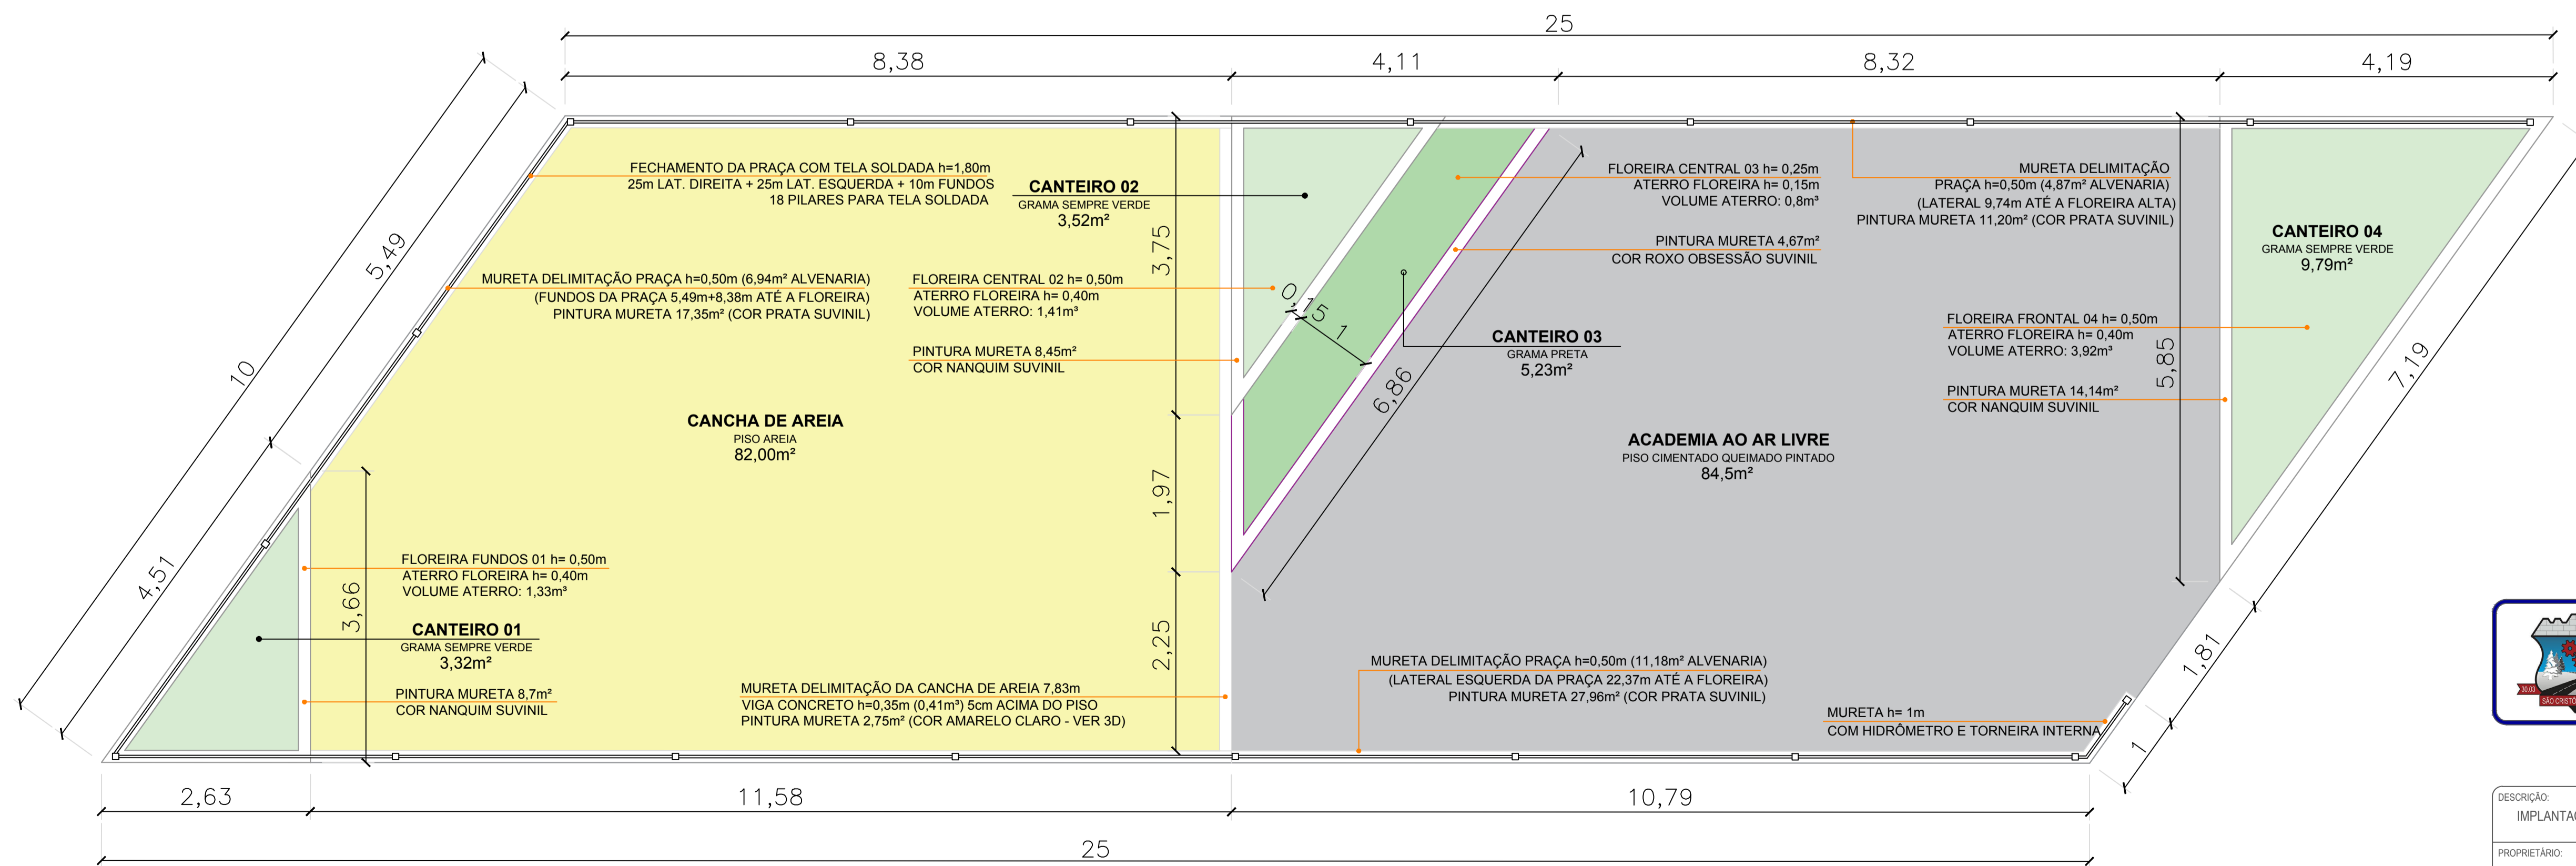 25
8,38
4,11
8,32
4,19
FECHAMENTO DA PRAÇA COM TELA SOLDADA h=1,80m
25m LAT. DIREITA + 25m LAT. ESQUERDA + 10m FUNDOS
18 PILARES PARA TELA SOLDADA
CANTEIRO 02
GRAMA SEMPRE VERDE
3,52m²
FLOREIRA CENTRAL 03 h= 0,25m
ATERRO FLOREIRA h= 0,15m
VOLUME ATERRO: 0,8m³
MURETA DELIMITAÇÃO
PRAÇA h=0,50m (4,87m² ALVENARIA)
(LATERAL 9,74m ATÉ A FLOREIRA ALTA)
PINTURA MURETA 11,20m² (COR PRATA SUVINIL)
PINTURA MURETA 4,67m²
COR ROXO OBSESSÃO SUVINIL
CANTEIRO 04
GRAMA SEMPRE VERDE
9,79m²
5,49
10
4,51
3,75
MURETA DELIMITAÇÃO PRAÇA h=0,50m (6,94m² ALVENARIA)
(FUNDOS DA PRAÇA 5,49m+8,38m ATÉ A FLOREIRA)
PINTURA MURETA 17,35m² (COR PRATA SUVINIL)
FLOREIRA CENTRAL 02 h= 0,50m
ATERRO FLOREIRA h= 0,40m
VOLUME ATERRO: 1,41m³
PINTURA MURETA 8,45m²
COR NANQUIM SUVINIL
0,15
1
6,86
CANTEIRO 03
GRAMA PRETA
5,23m²
FLOREIRA FRONTAL 04 h= 0,50m
ATERRO FLOREIRA h= 0,40m
VOLUME ATERRO: 3,92m³
5,85
PINTURA MURETA 14,14m²
COR NANQUIM SUVINIL
7,19
CANCHA DE AREIA
PISO AREIA
82,00m²
ACADEMIA AO AR LIVRE
PISO CIMENTADO QUEIMADO PINTADO
84,5m²
1,97
3,66
FLOREIRA FUNDOS 01 h= 0,50m
ATERRO FLOREIRA h= 0,40m
VOLUME ATERRO: 1,33m³
CANTEIRO 01
GRAMA SEMPRE VERDE
3,32m²
PINTURA MURETA 8,7m²
COR NANQUIM SUVINIL
2,25
MURETA DELIMITAÇÃO DA CANCHA DE AREIA 7,83m
VIGA CONCRETO h=0,35m (0,41m³) 5cm ACIMA DO PISO
PINTURA MURETA 2,75m² (COR AMARELO CLARO - VER 3D)
MURETA DELIMITAÇÃO PRAÇA h=0,50m (11,18m² ALVENARIA)
(LATERAL ESQUERDA DA PRAÇA 22,37m ATÉ A FLOREIRA)
PINTURA MURETA 27,96m² (COR PRATA SUVINIL)
MURETA h= 1m
COM HIDRÔMETRO E TORNEIRA INTERNA
1,81
1
30.03
SÃO CRISTÓ
2,63
11,58
10,79
25
DESCRIÇÃO:
IMPLANTAÇ
PROPRIETÁRIO: